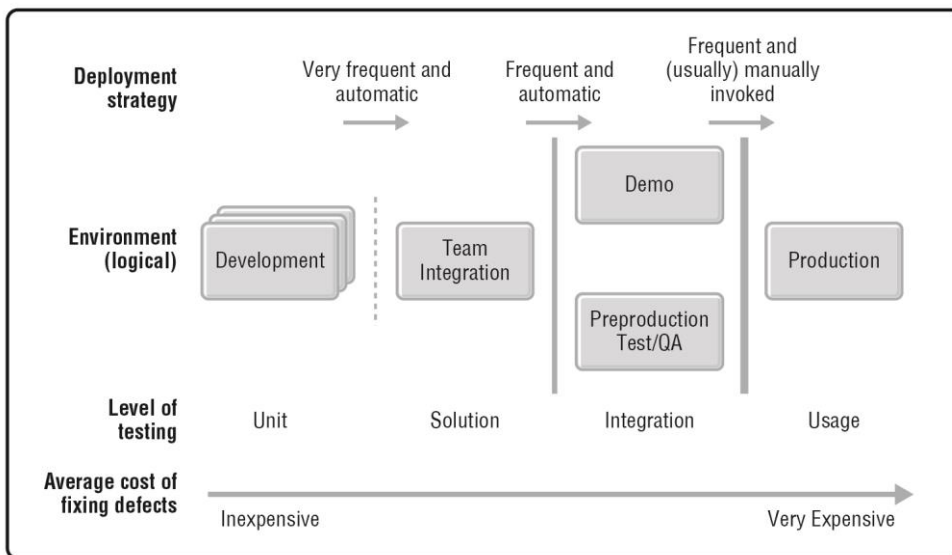 Deployment
strategy
Very frequent and
automatic
Frequent and
automatic
Frequent and
(usually) manually
invoked
Environment
(logical)
Development
Team
Integration
Demo
Preproduction
Test/QA
Production
Level of
testing
Unit
Solution
Integration
Usage
Average cost of
fixing defects
Inexpensive
Very Expensive